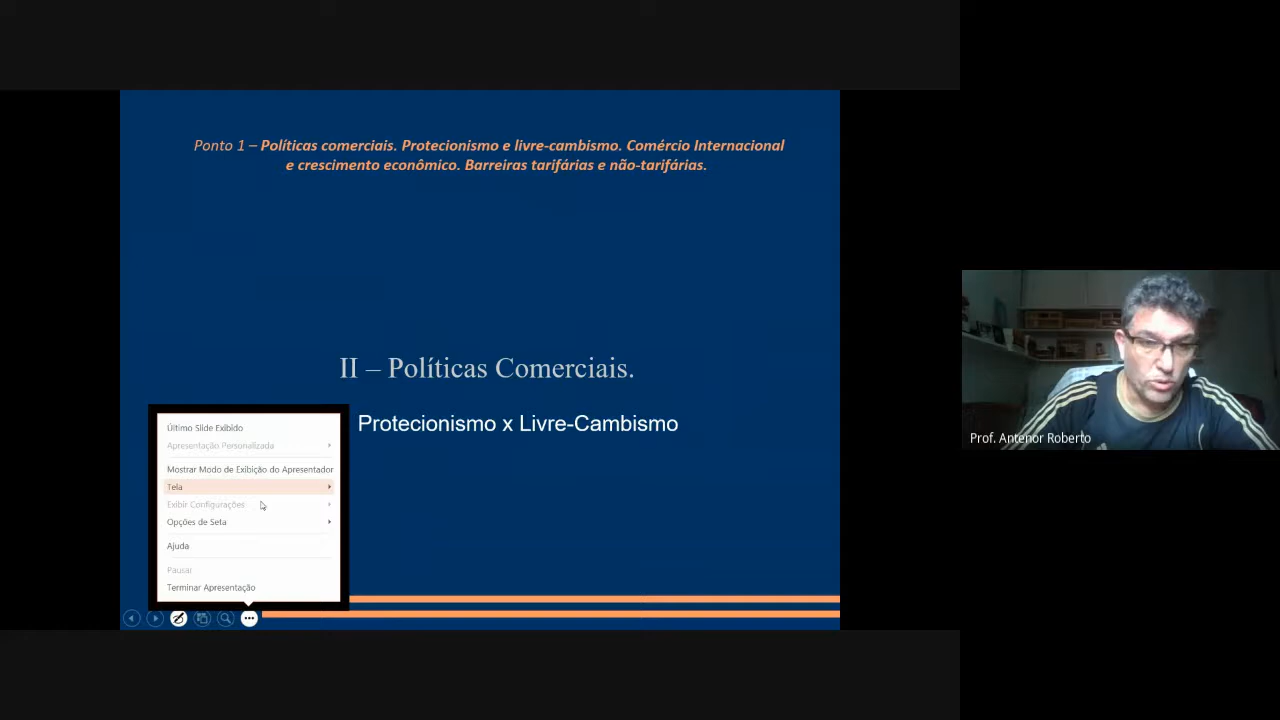 Ponto 1 – Políticas comerciais. Protecionismo e livre-cambismo. Comércio Internacional
e crescimento econômico. Barreiras tarifárias e não-tarifárias.
II – Políticas Comerciais.
Protecionismo x Livre-Cambismo
Último Slide Exibido
Apresentação Personalizada
Mostrar Modo de Exibição do Apresentador
Tela
Exibir Configurações
Opções de Seta
Ajuda
Pausar
Terminar Apresentação
Prof. Antenor Roberto